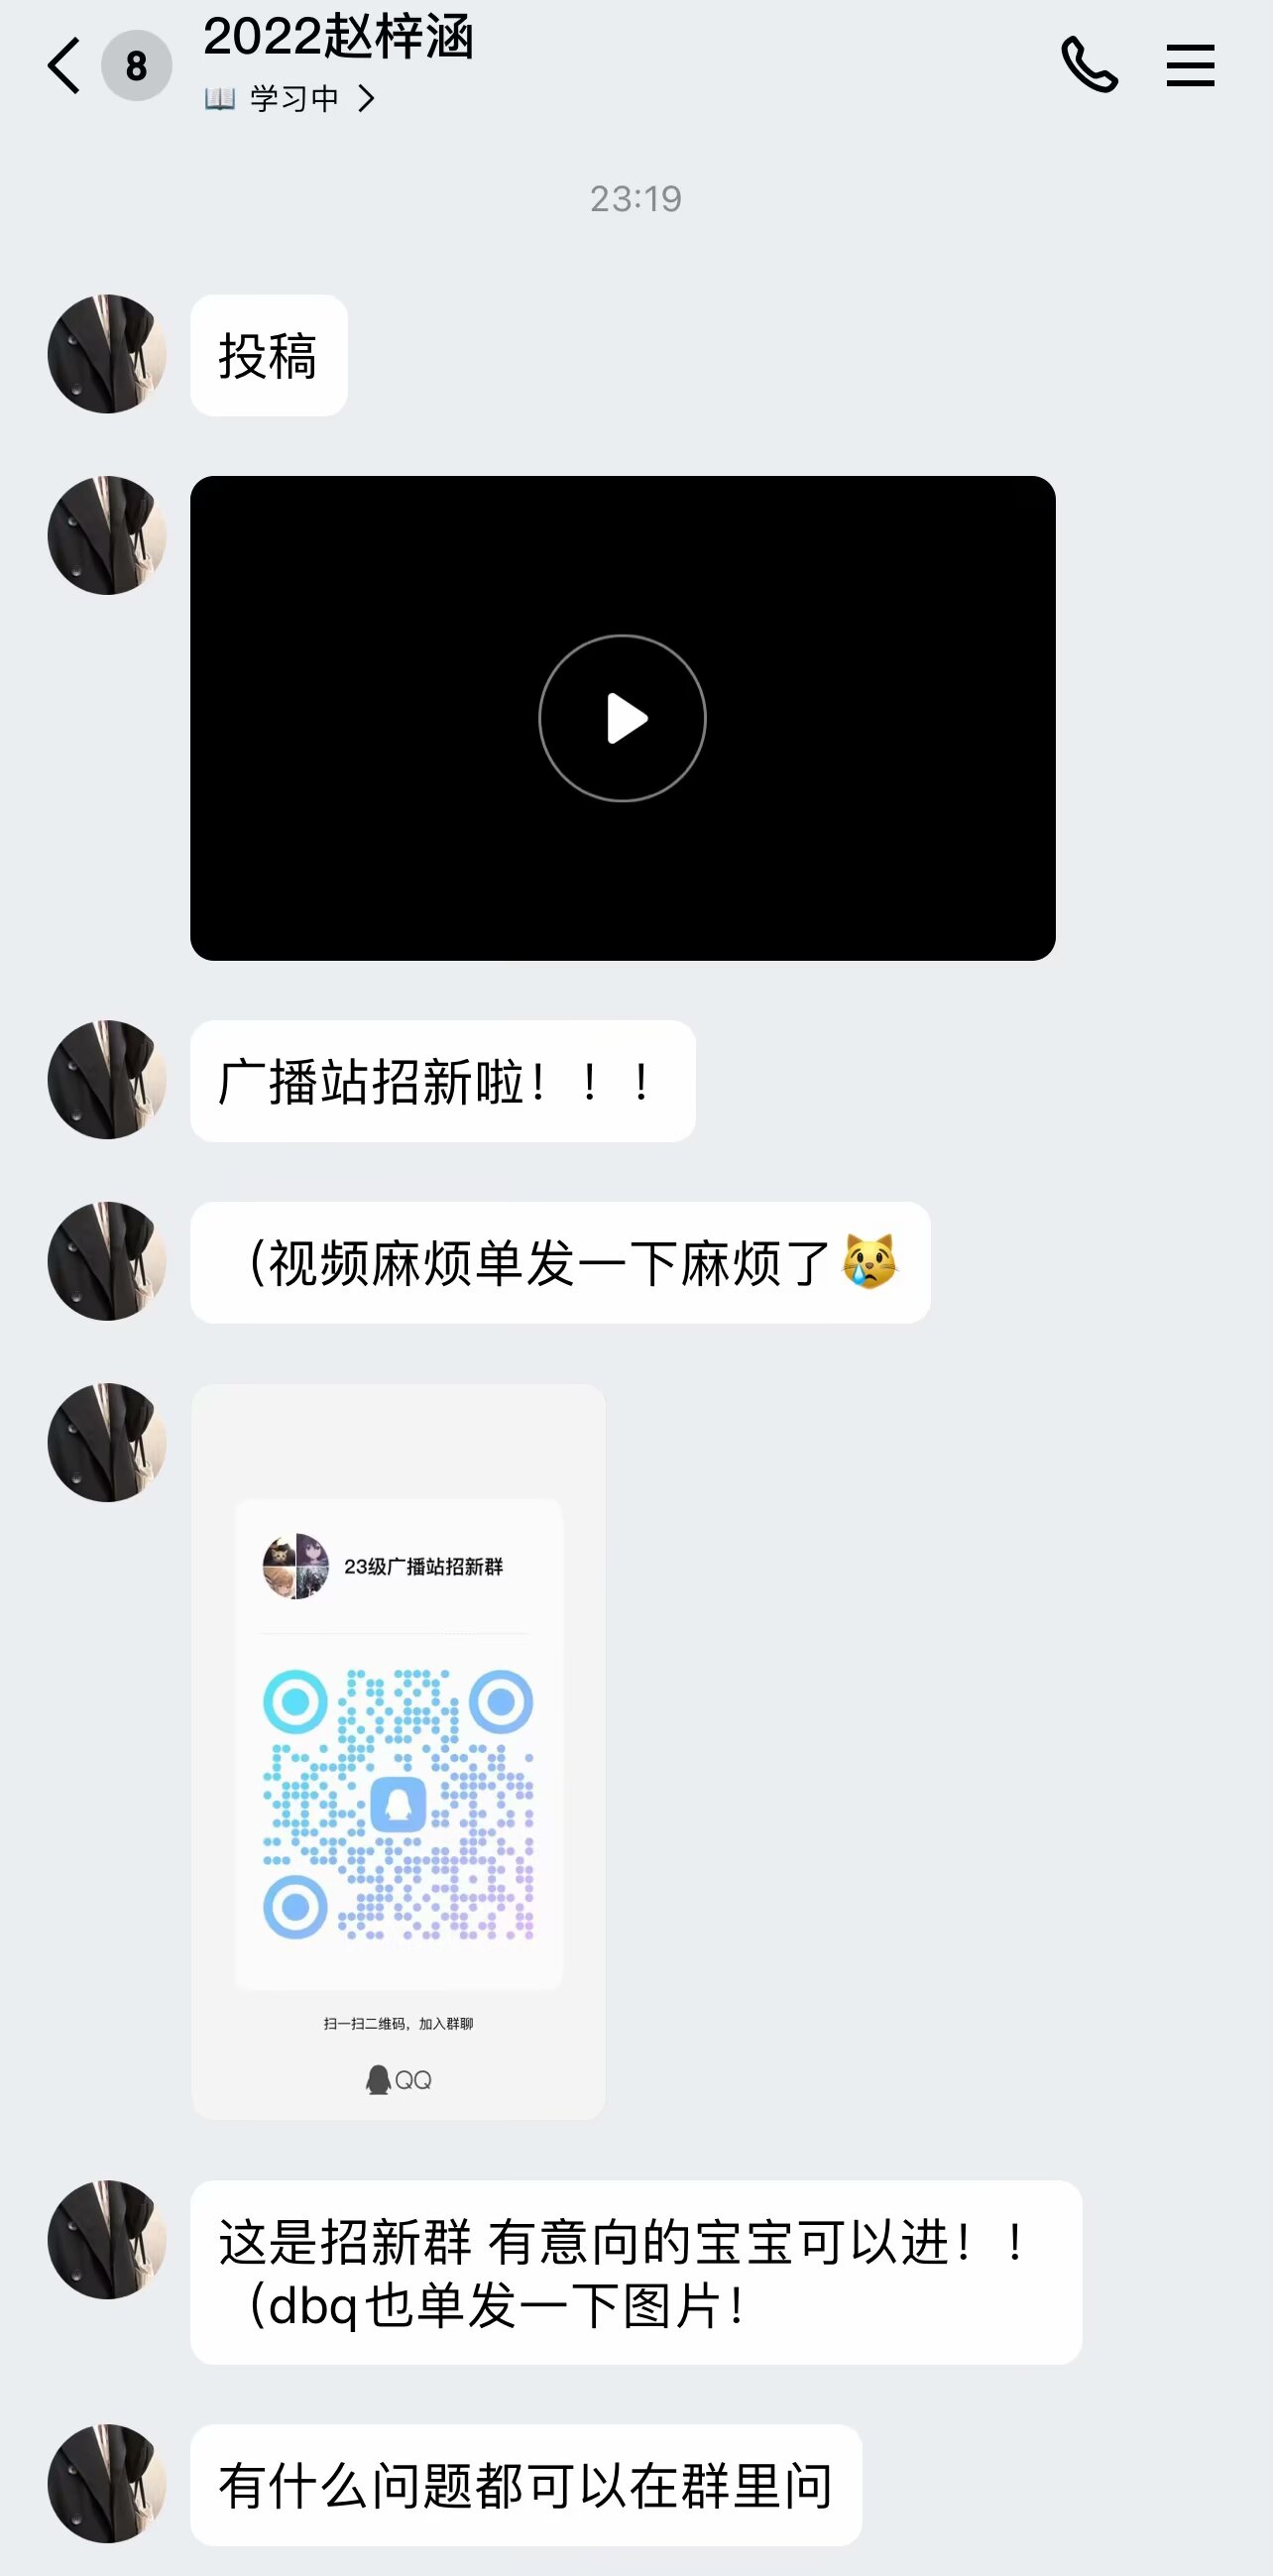 8
2022赵梓涵
📖 学习中 >
23:19
投稿
广播站招新啦！！！
（视频麻烦单发一下麻烦了😿
23级广播站招新群
扫一扫二维码，加入群聊
QQ
这是招新群 有意向的宝宝可以进！！
（dbq也单发一下图片！
有什么问题都可以在群里问